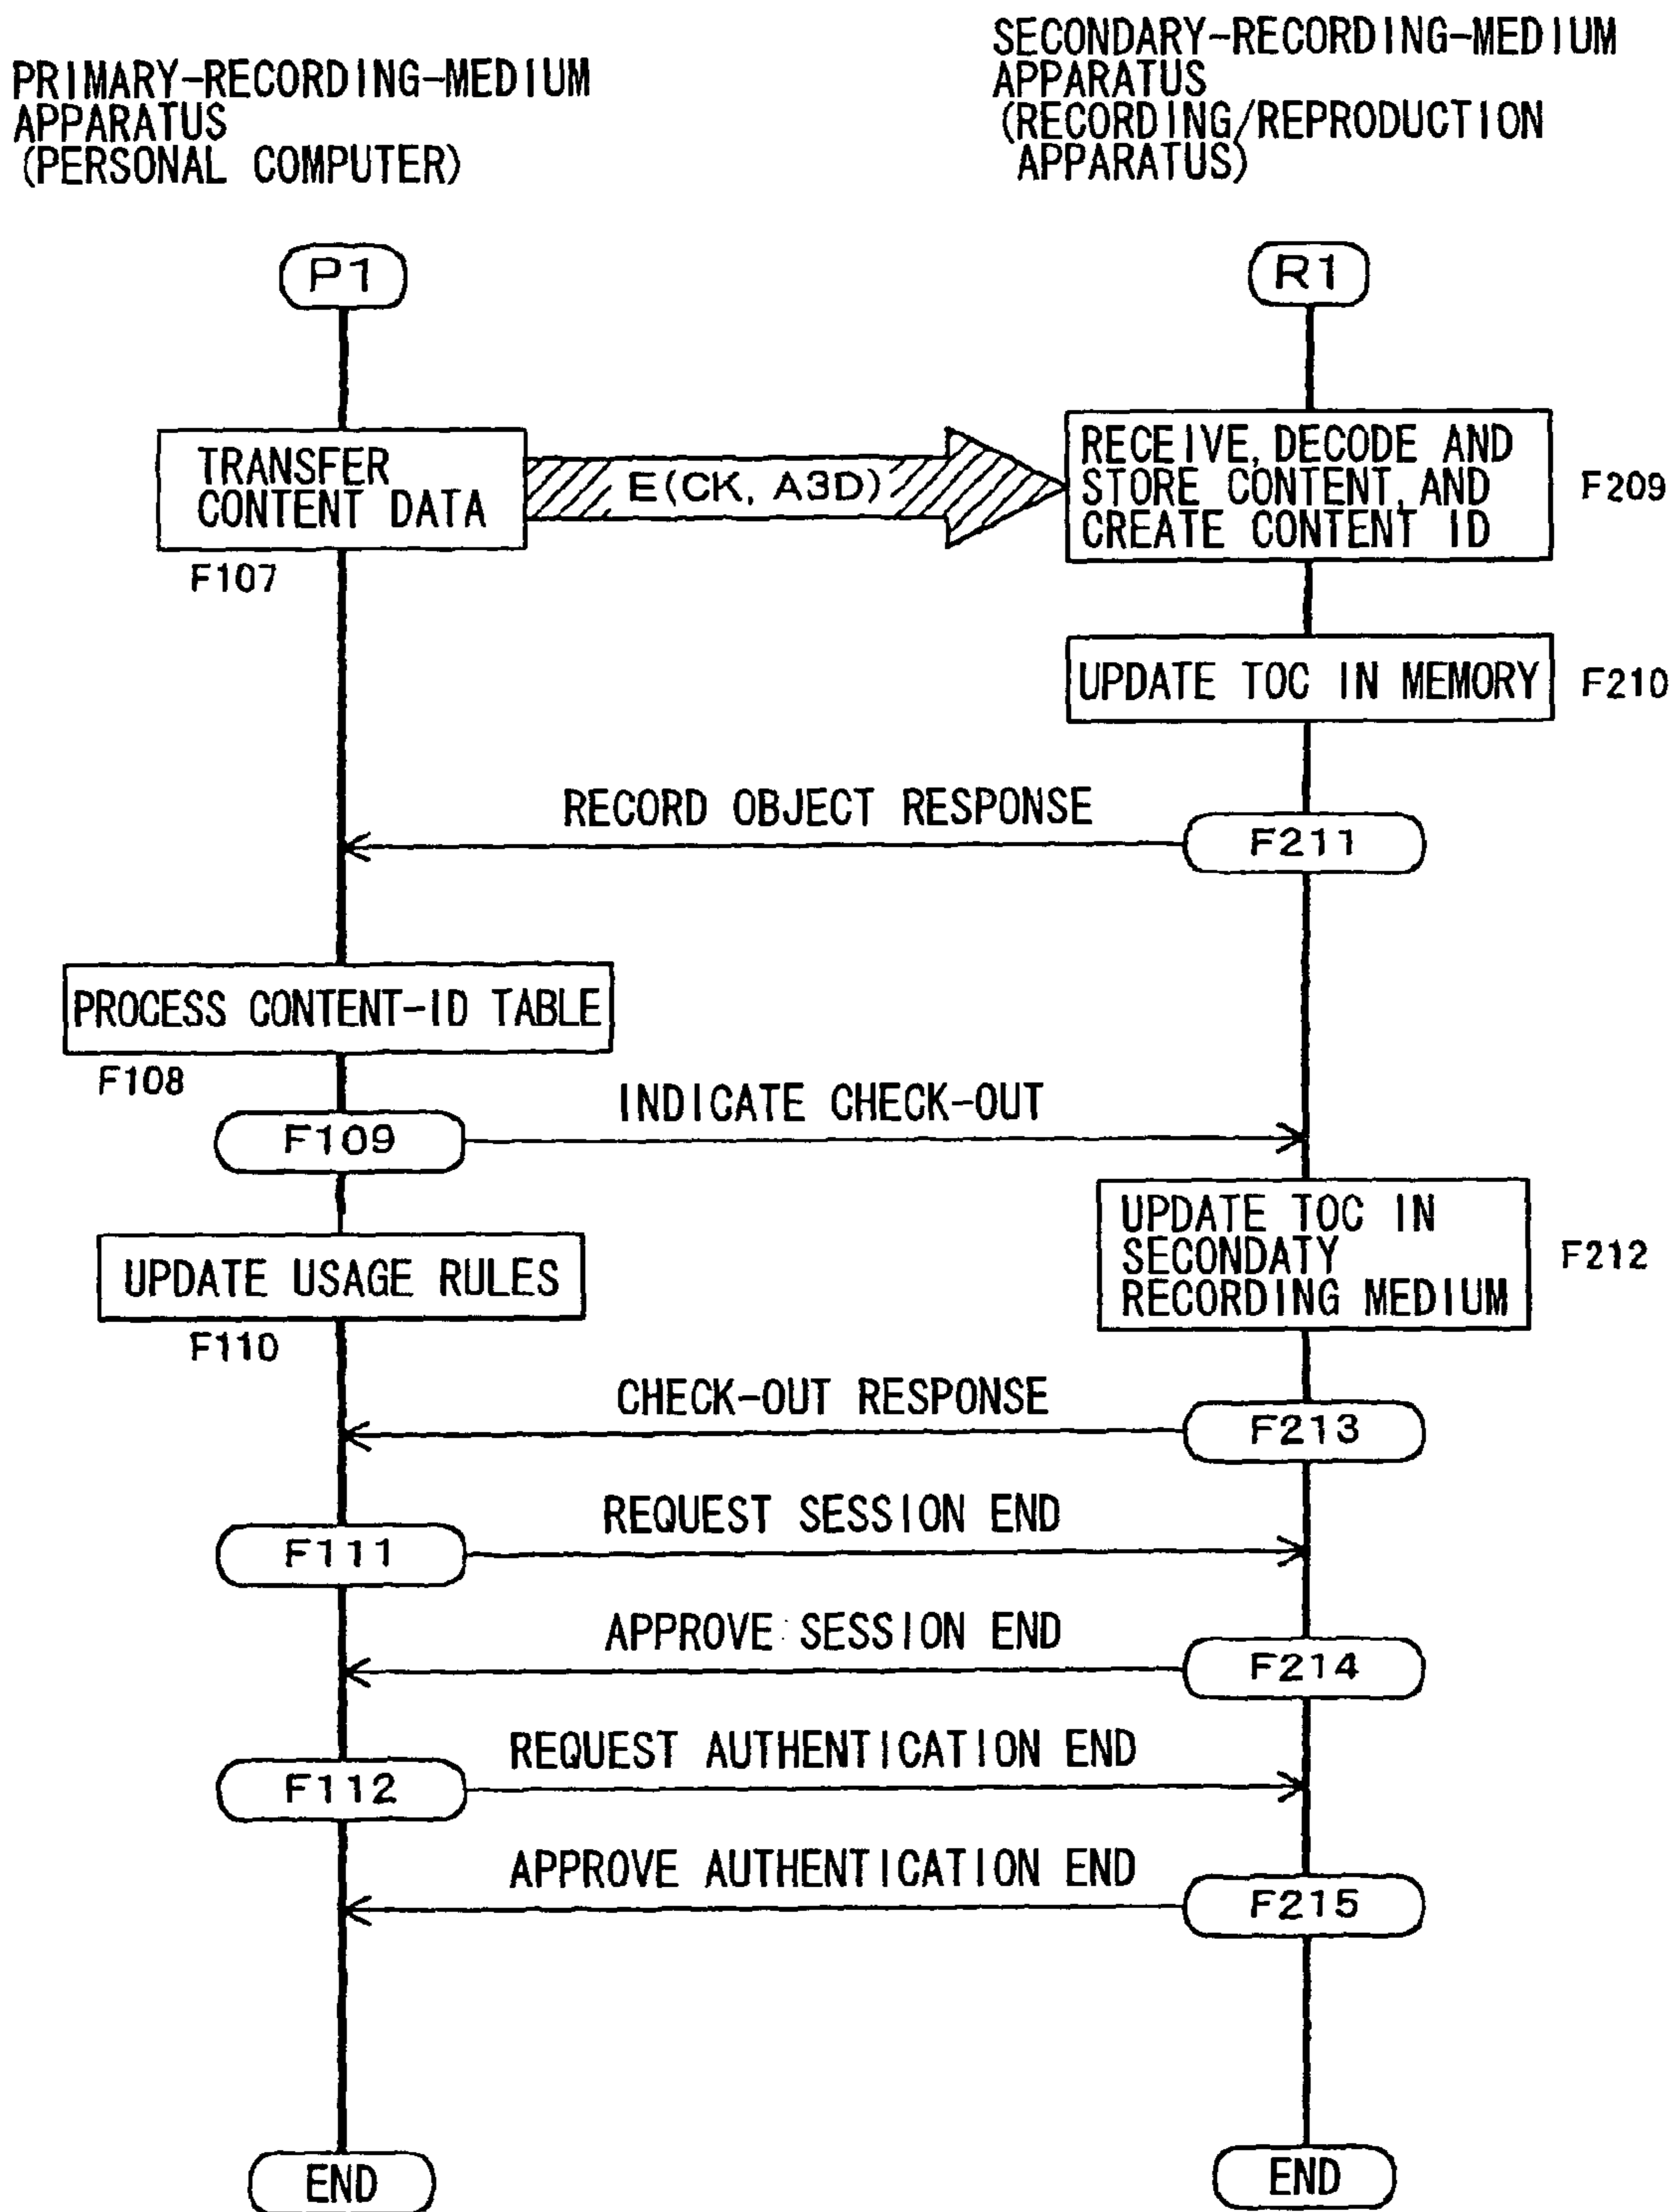 PRIMARY-RECORDING-MEDIUM
APPARATUS
(PERSONAL COMPUTER)
SECONDARY-RECORDING-MEDIUM
APPARATUS
(RECORDING/REPRODUCTION
APPARATUS)
P1
R1
TRANSFER
CONTENT DATA
F107
E(CK, A3D)
RECEIVE, DECODE AND
STORE CONTENT, AND
CREATE CONTENT ID
F209
UPDATE TOC IN MEMORY
F210
RECORD OBJECT RESPONSE
F211
PROCESS CONTENT-ID TABLE
F108
INDICATE CHECK-OUT
F109
UPDATE TOC IN
SECONDATY
RECORDING MEDIUM
F212
UPDATE USAGE RULES
F110
CHECK-OUT RESPONSE
F213
REQUEST SESSION END
F111
APPROVE SESSION END
F214
REQUEST AUTHENTICATION END
F112
APPROVE AUTHENTICATION END
F215
END
END